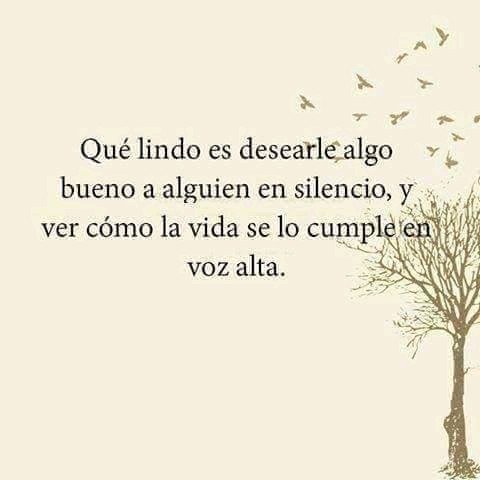 Qué lindo es desearle algo
bueno a alguien en silencio, y
ver cómo la vida se lo cumple en
voz alta.